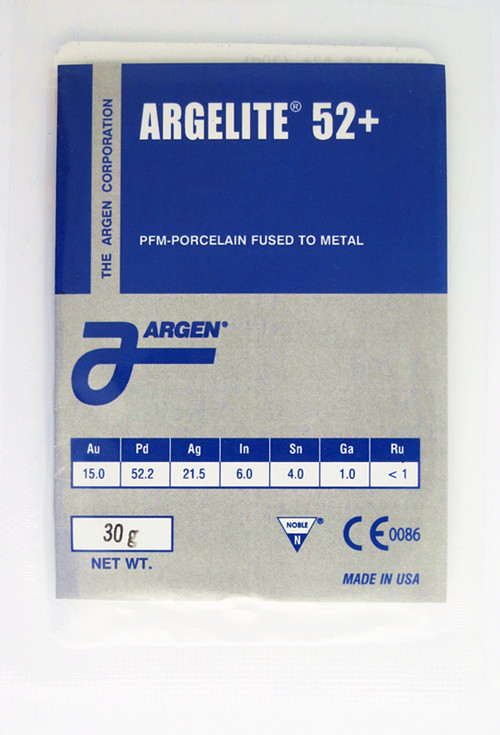 THE ARGEN CORPORATION
ARGELITE® 52+
PFM-PORCELAIN FUSED TO METAL
ARGEN®
Au Pd Ag In Sn Ga Ru
15.0 52.2 21.5 6.0 4.0 1.0 < 1
30 g
NET WT.
NOBLE ®
N
CE 0086
MADE IN USA